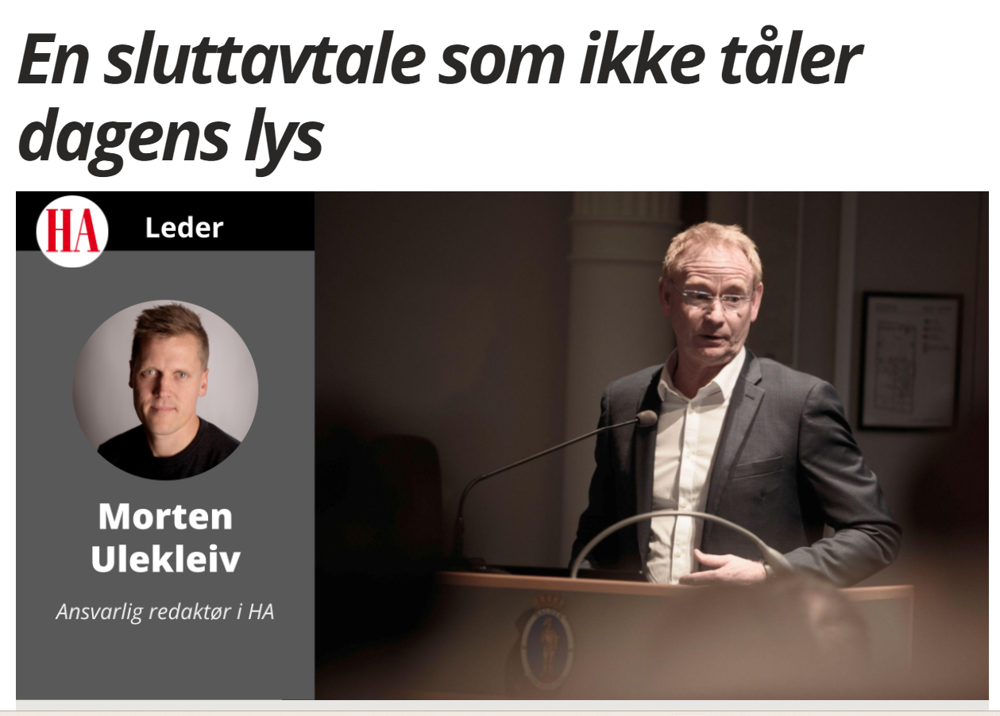 En sluttavtale som ikke tåler
dagens lys
HA
Leder
Morten
Ulekleiv
Ansvarlig redaktør i HA